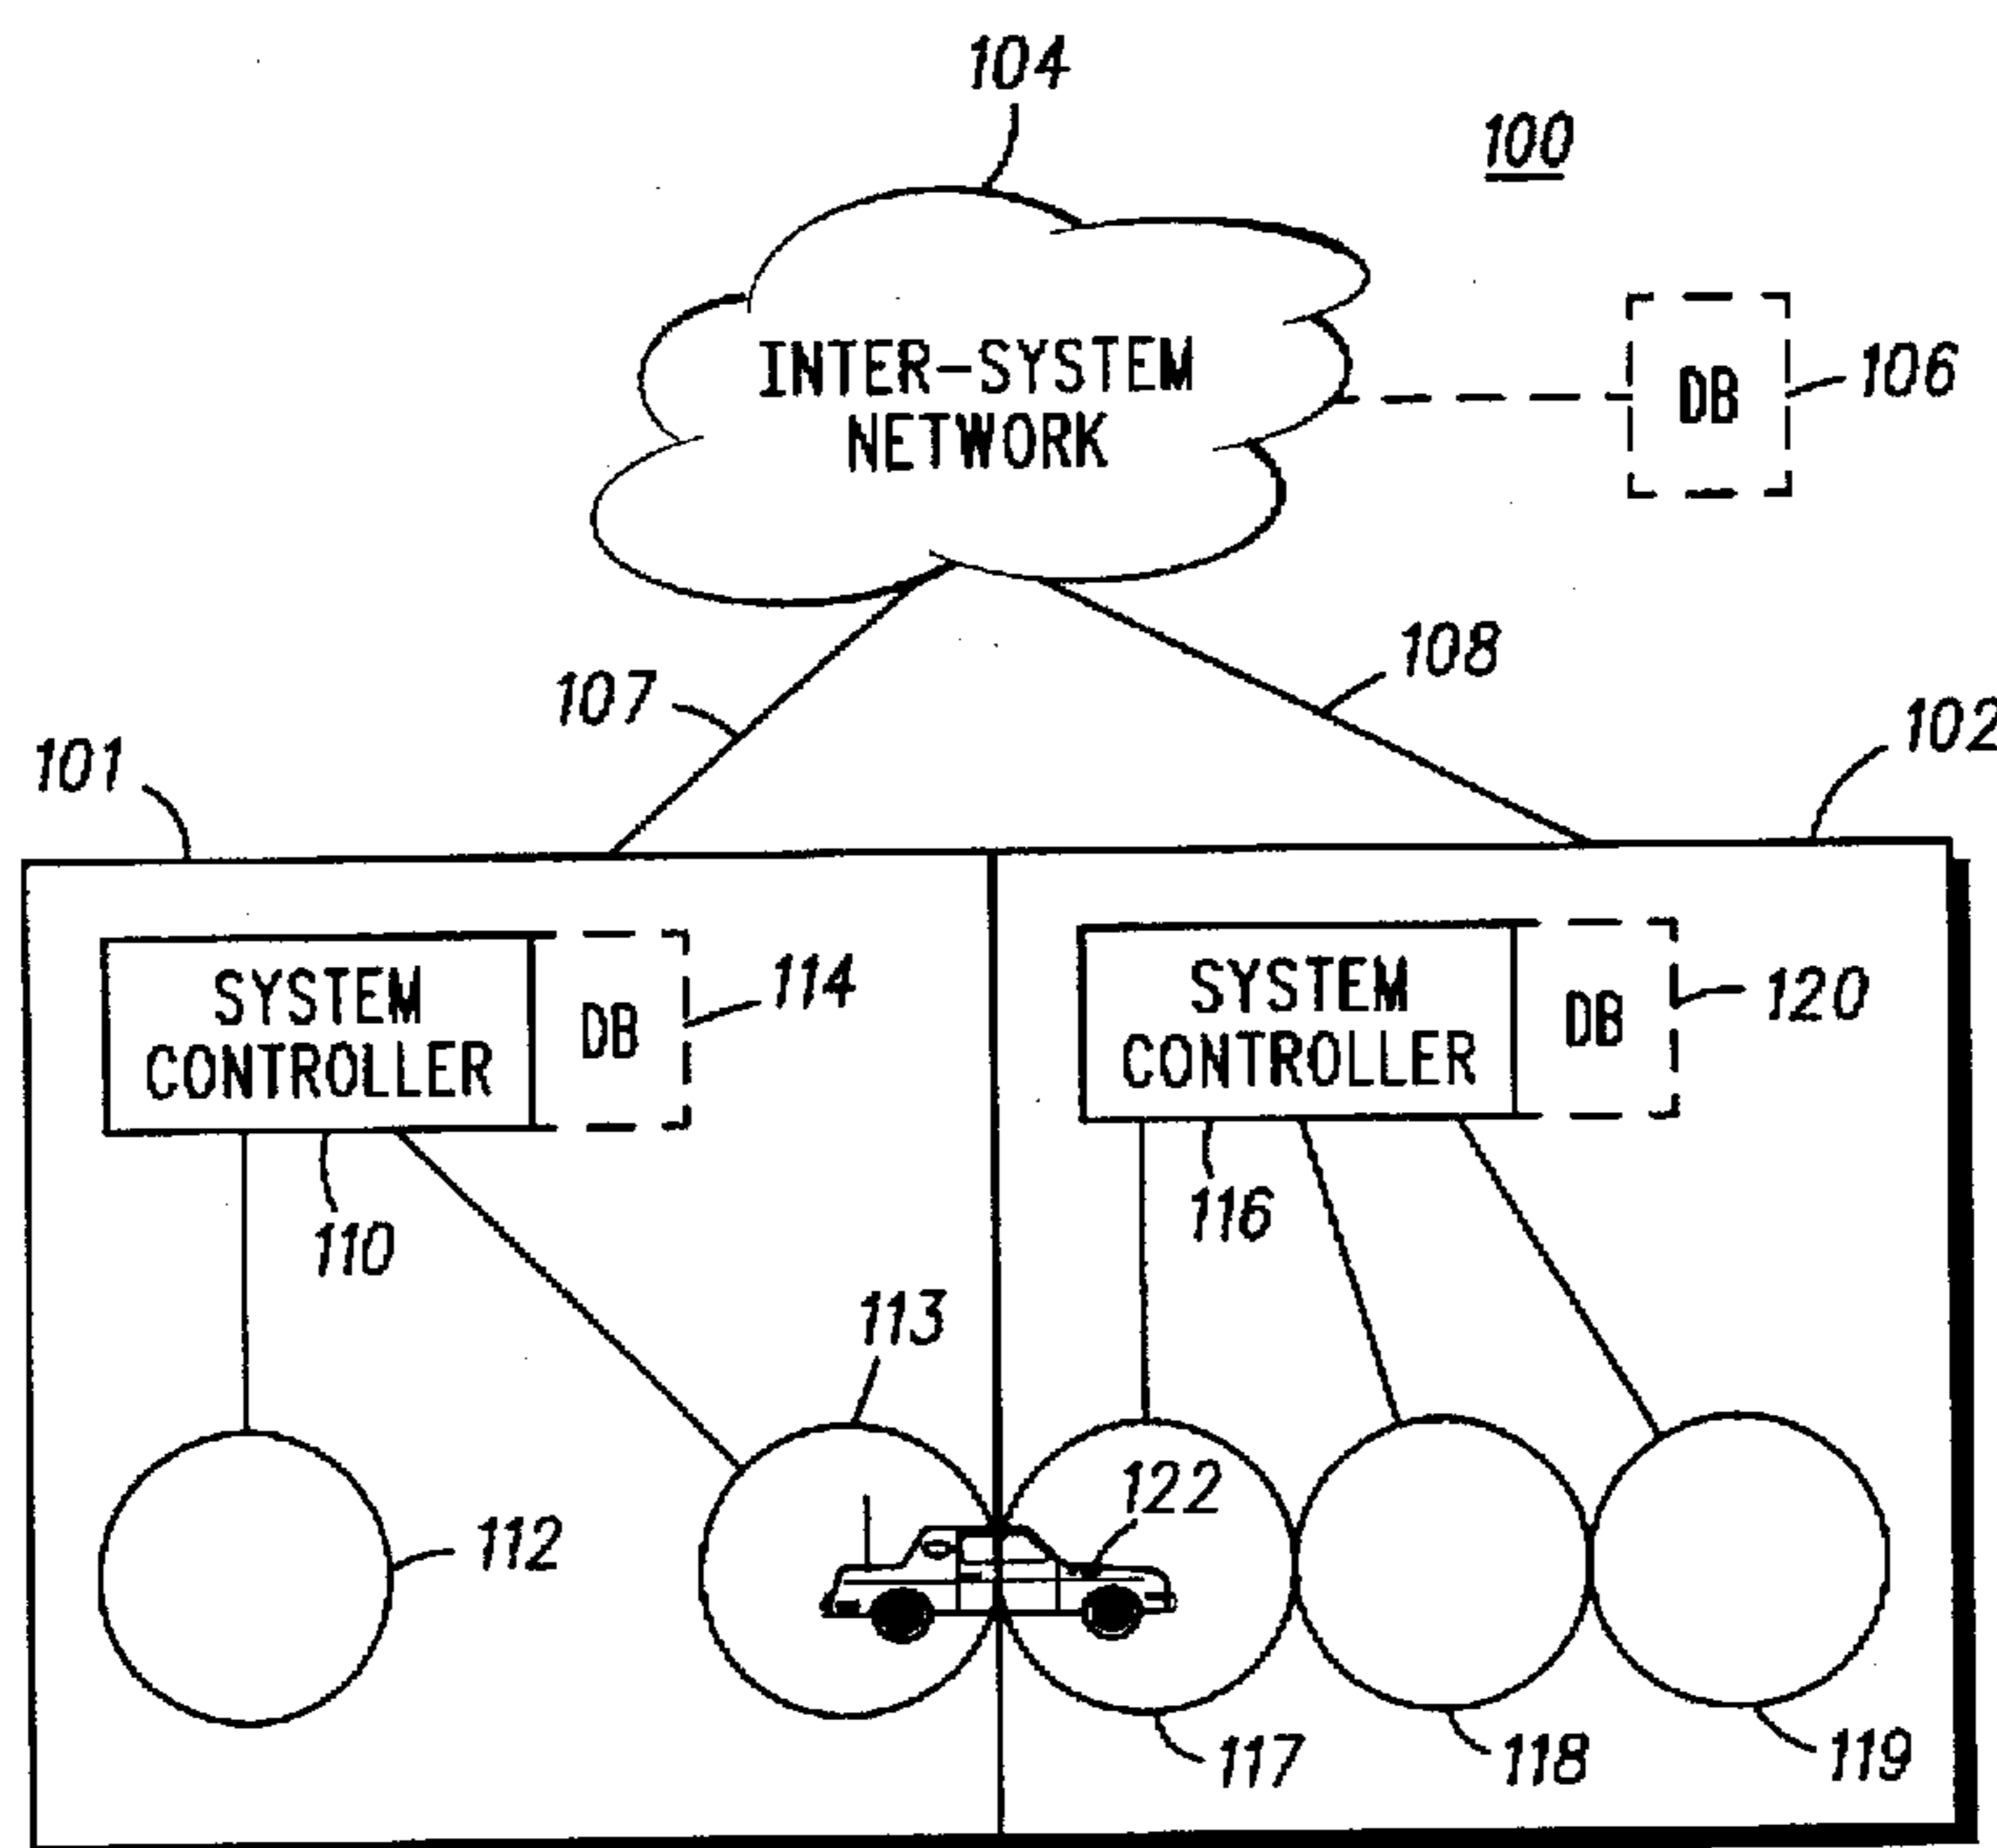 104
100
INTER-SYSTEM
NETWORK
DB
106
107
108
101
102
SYSTEM
CONTROLLER
DB
114
SYSTEM
CONTROLLER
DB
120
110
116
113
122
112
117
118
119